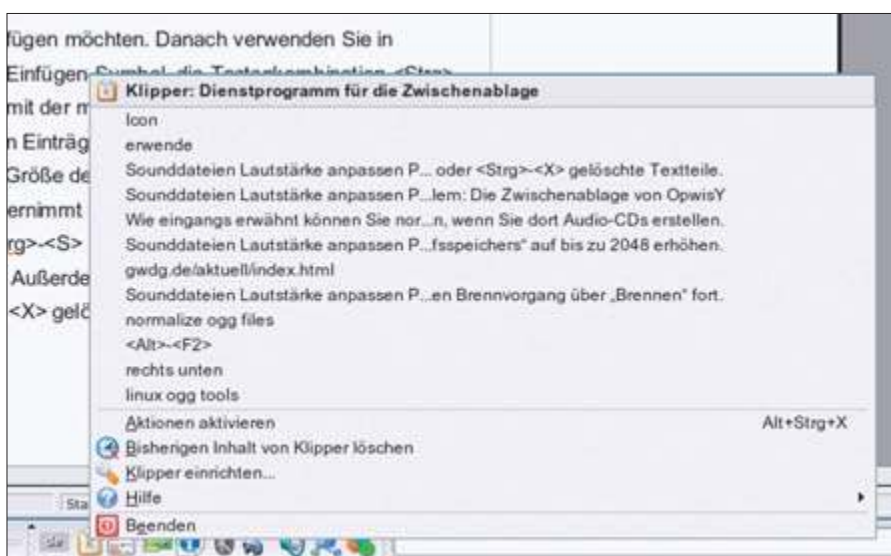 fügen möchten. Danach verwenden Sie in
Einfügen-Symbol, die Tastenkombination <Strg>
mit der m
n Einträg
Größe de
ernimmt
rg>-<S>
Außerde
<X> gelö
Klipper: Dienstprogramm für die Zwischenablage
Icon
erwende
Sounddateien Lautstärke anpassen P... oder <Strg>-<X> gelöschte Textteile.
Sounddateien Lautstärke anpassen P...lem: Die Zwischenablage von OpwisY
Wie eingangs erwähnt können Sie nor...n, wenn Sie dort Audio-CDs erstellen.
Sounddateien Lautstärke anpassen P...fsspeichers" auf bis zu 2048 erhöhen.
gwdg.de/aktuell/index.html
Sounddateien Lautstärke anpassen P...en Brennvorgang über „Brennen" fort.
normalize ogg files
<Alt>-<F2>
rechts unten
linux ogg tools
Aktionen aktivieren Alt+Strg+X
Bisherigen Inhalt von Klipper löschen
Klipper einrichten...
Hilfe
Beenden
Sta